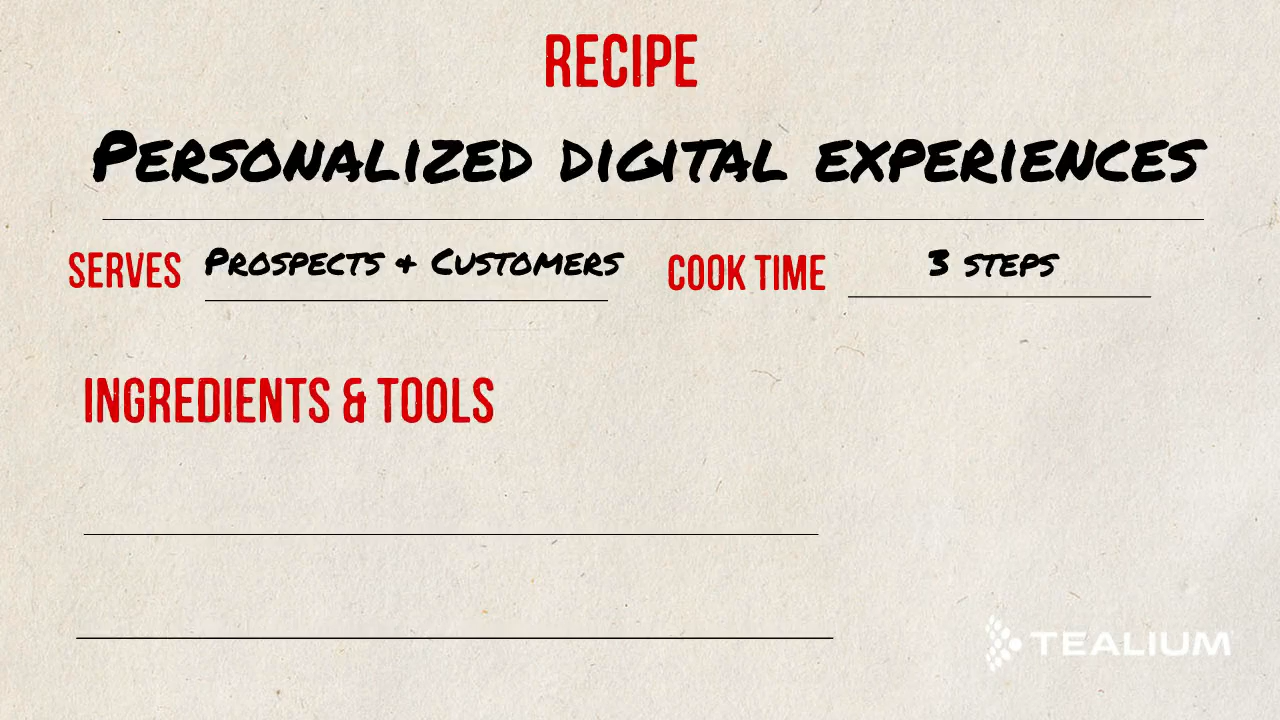 RECIPE
PERSONALIZED DIGITAL EXPERIENCES
SERVES PROSPECTS & CUSTOMERS COOK TIME 3 STEPS
INGREDIENTS & TOOLS
TEALIUM